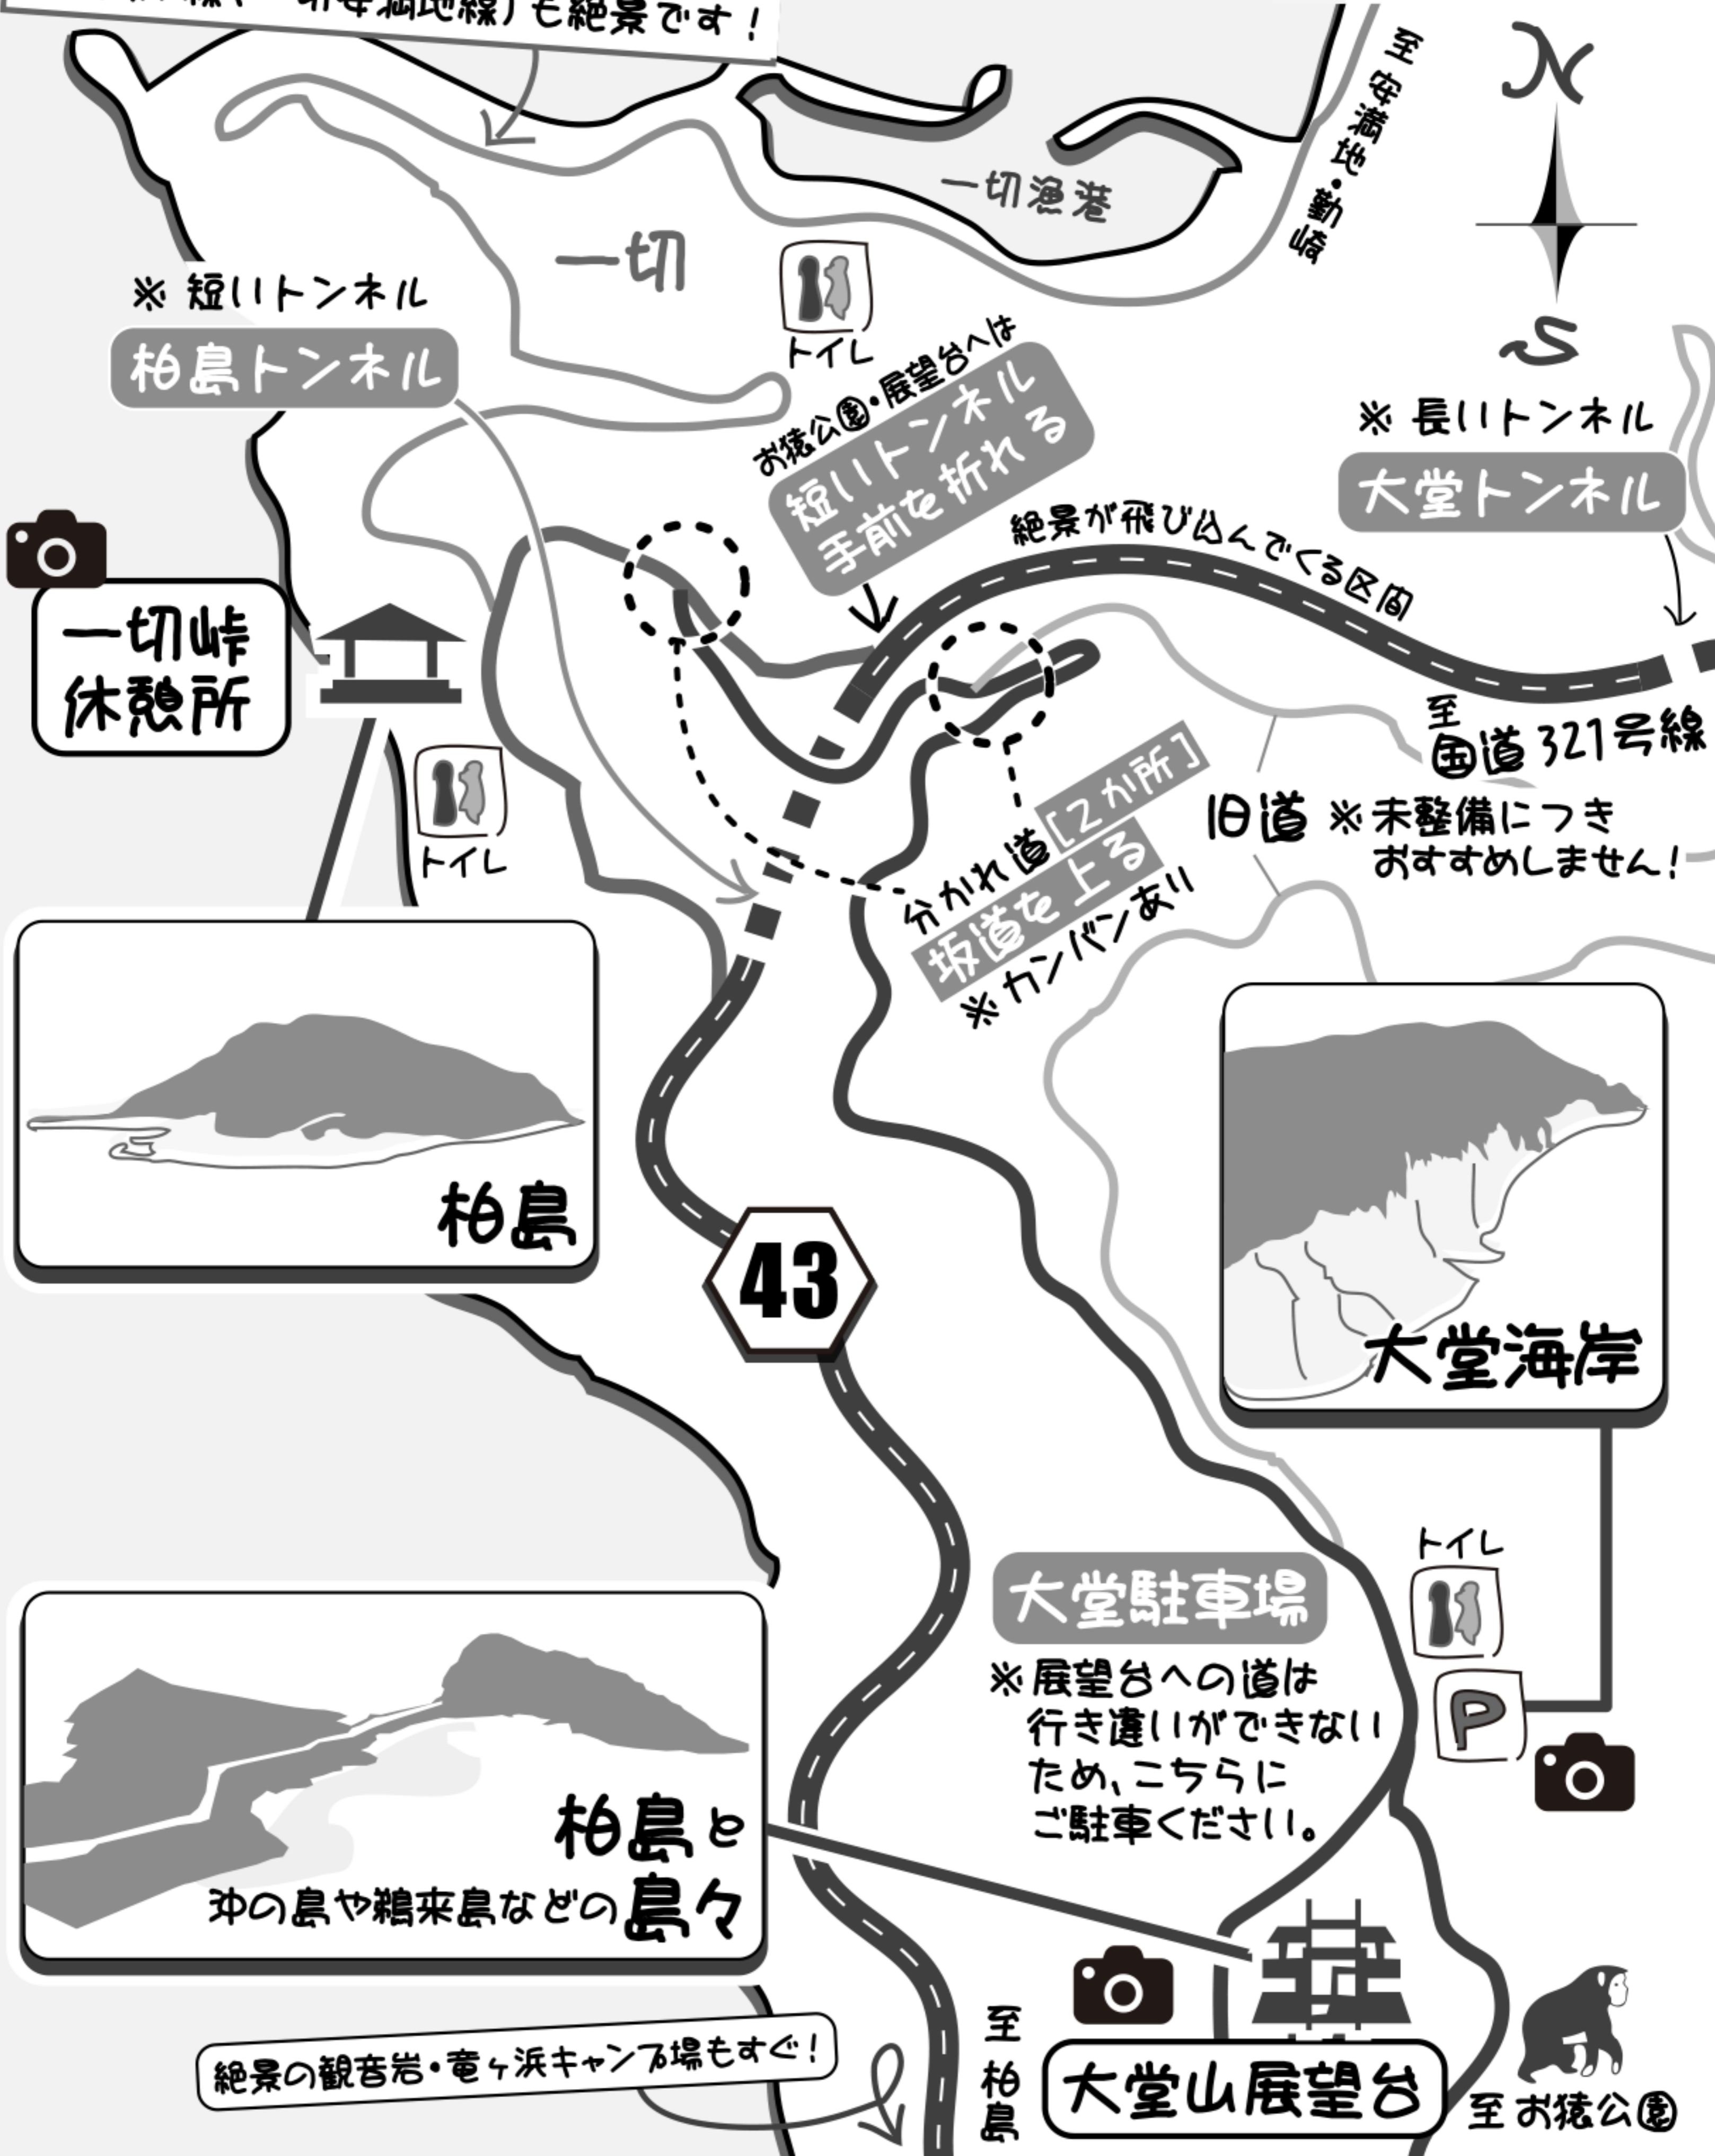 も絶景です!
至安満地・勤崎
N
一切漁港
一切
トイレ
※ 短いトンネル
柏島トンネル
S
お猿公園・展望台へは
短いトンネル
手前を折れる
※ 長いトンネル
大堂トンネル
絶景が飛び込んでくる区間
一切峠
休憩所
トイレ
至
国道321号線
旧道 ※ 未整備につき
おすすめしません!
分かれ道[2か所]
坂道を上る
※カンバンあり
柏島
43
大堂海岸
トイレ
P
大堂駐車場
※展望台への道は
行き違いができない
ため、こちらに
ご駐車ください。
柏島と
沖の島や鵜来島などの島々
絶景の観音岩・竜ヶ浜キャンプ場もすぐ!
至柏島
大堂山展望台
至お猿公園